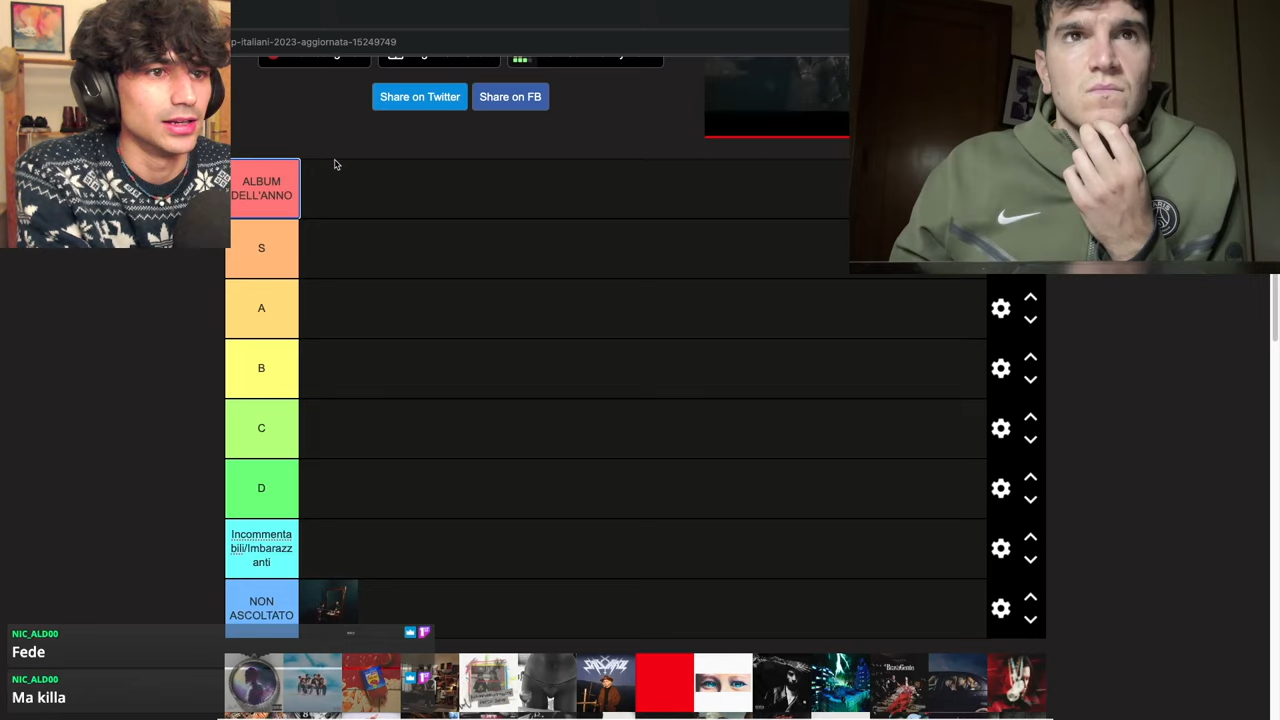 p-italiani-2023-aggiornata-15249749
Share on Twitter
Share on FB
ALBUM
DELL'ANNO
S
A
B
C
D
Incommenta
bili/Imbarazz
anti
NON
ASCOLTATO
NIC_ALD00
Fede
NIC_ALD00
Ma killa